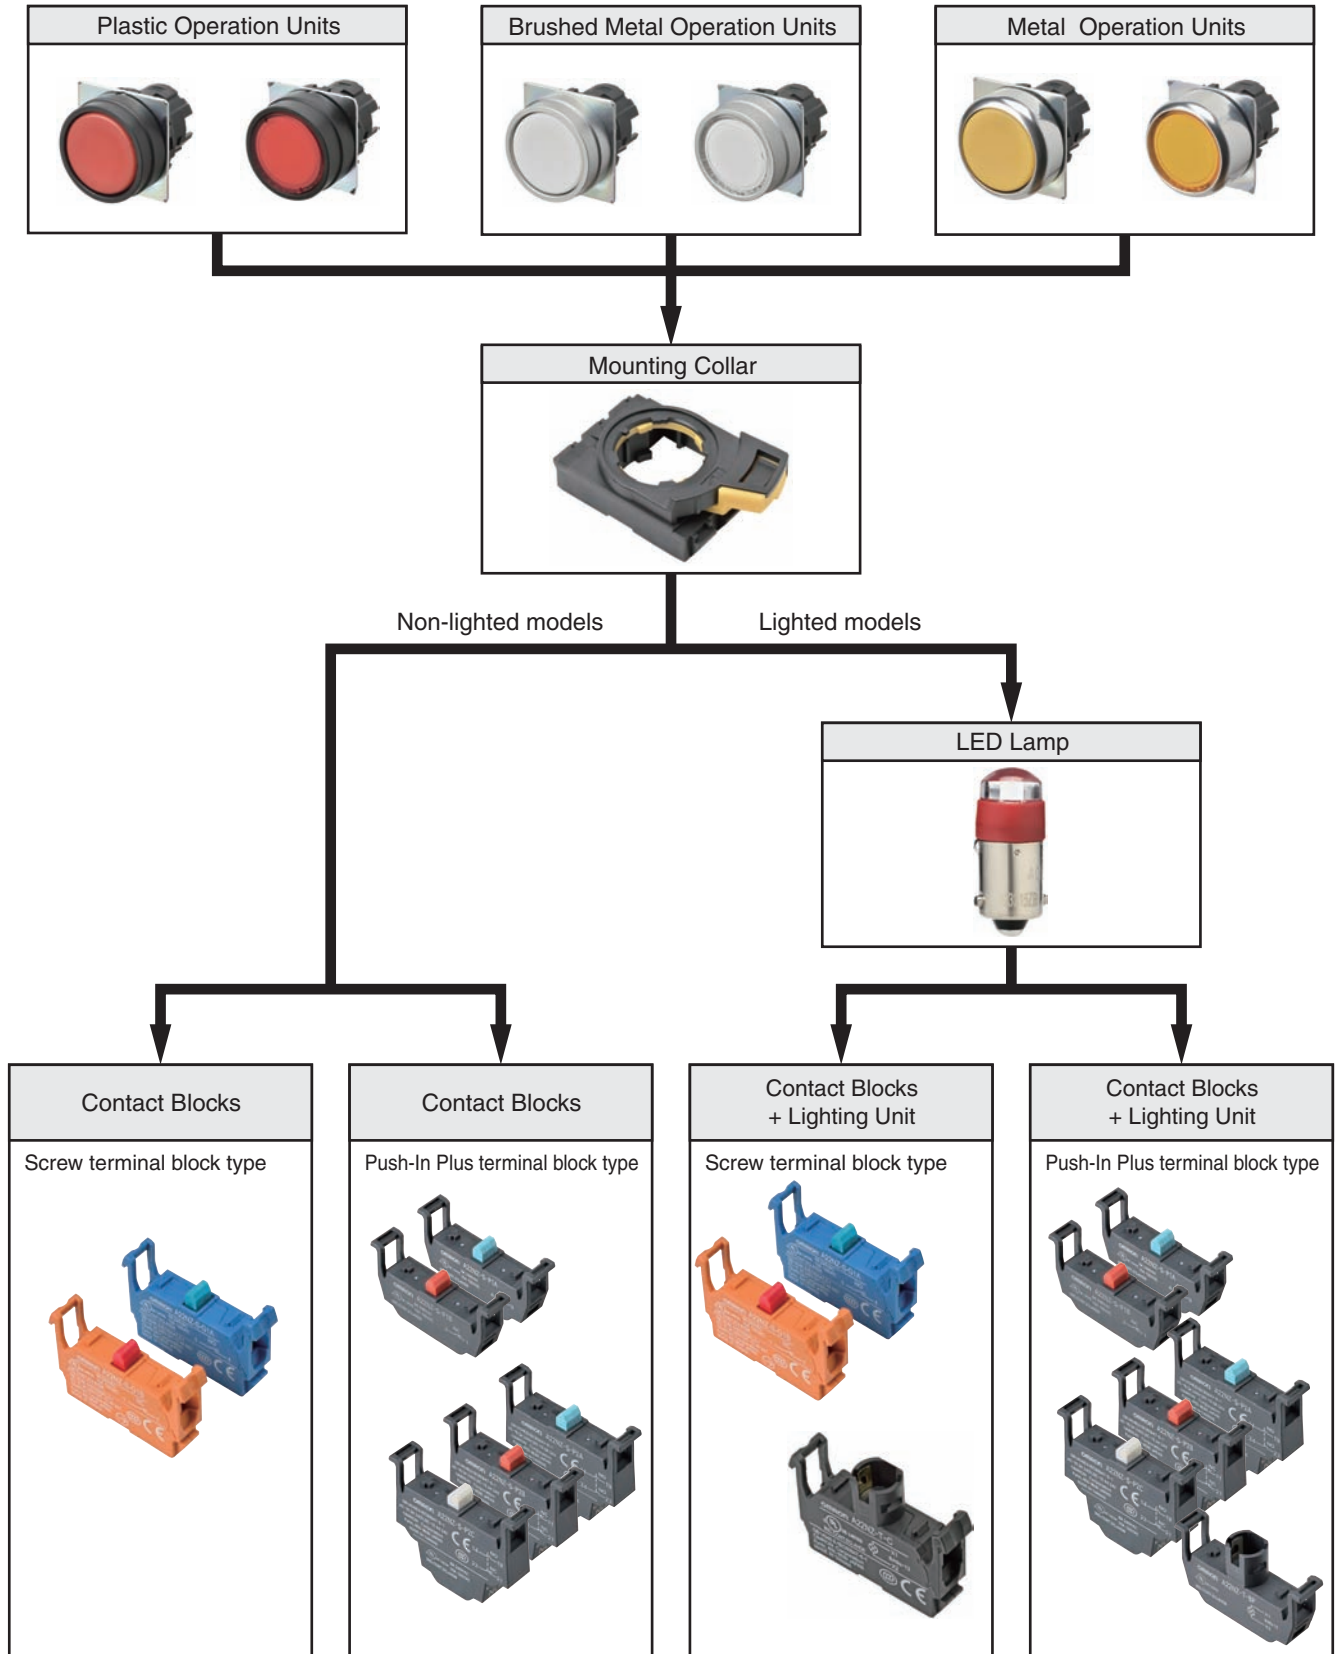 Plastic Operation Units
Brushed Metal Operation Units
Metal Operation Units
Mounting Collar
Non-lighted models
Lighted models
LED Lamp
Contact Blocks
Screw terminal block type
Contact Blocks
Push-In Plus terminal block type
Contact Blocks
+ Lighting Unit
Screw terminal block type
Contact Blocks
+ Lighting Unit
Push-In Plus terminal block type